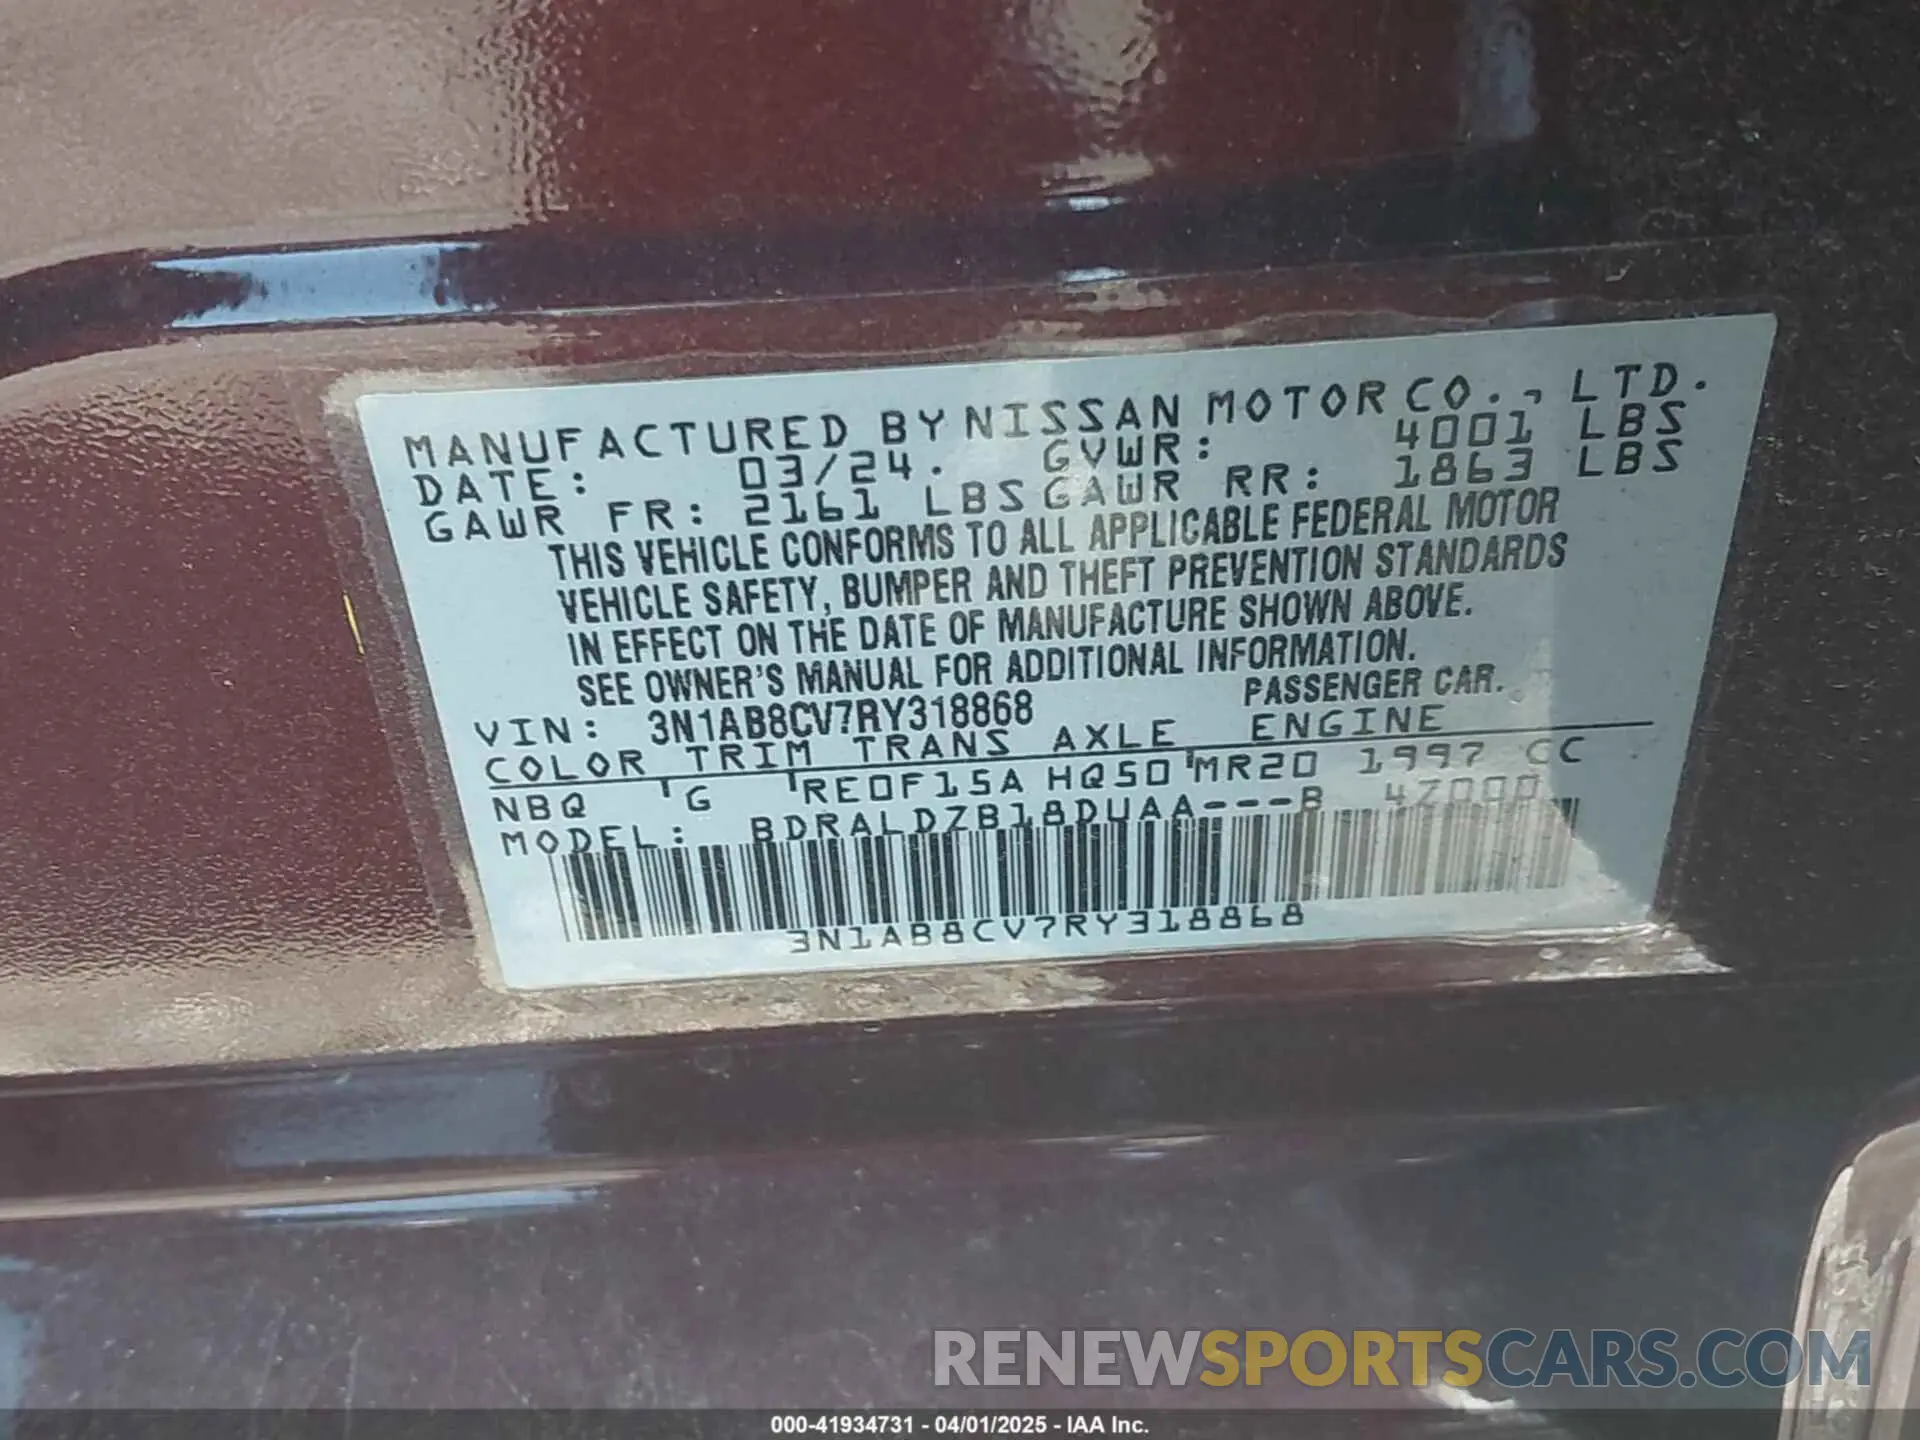 MANUFACTURED BY NISSAN MOTOR CO., LTD.
DATE: 03/24. GVWR: 4001 LBS
GAWR FR: 2161 LBS GAWR RR: 1863 LBS
THIS VEHICLE CONFORMS TO ALL APPLICABLE FEDERAL MOTOR
VEHICLE SAFETY, BUMPER AND THEFT PREVENTION STANDARDS
IN EFFECT ON THE DATE OF MANUFACTURE SHOWN ABOVE.
SEE OWNER'S MANUAL FOR ADDITIONAL INFORMATION.
VIN: 3N1AB8CV7RY318868 PASSENGER CAR.
COLOR TRIM TRANS AXLE ENGINE
NBQ G RE0F15A HQ50 MR20 1997 CC
MODEL: BDRALDZB18DUAA---B 4Z000
3N1AB8CV7RY318868
RENEWSPORTSCARS.COM
000-41934731 - 04/01/2025 - IAA Inc.